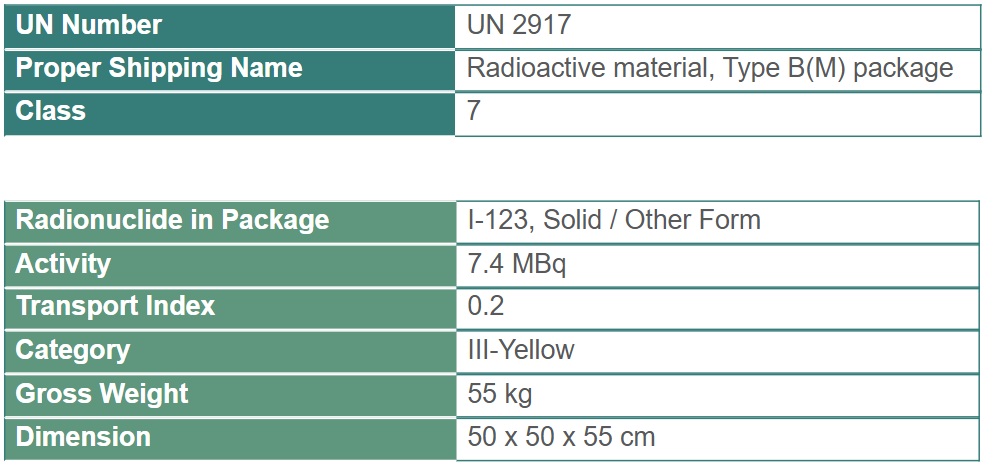 UN Number UN 2917
Proper Shipping Name Radioactive material, Type B(M) package
Class 7
Radionuclide in Package I-123, Solid / Other Form
Activity 7.4 MBq
Transport Index 0.2
Category III-Yellow
Gross Weight 55 kg
Dimension 50 x 50 x 55 cm